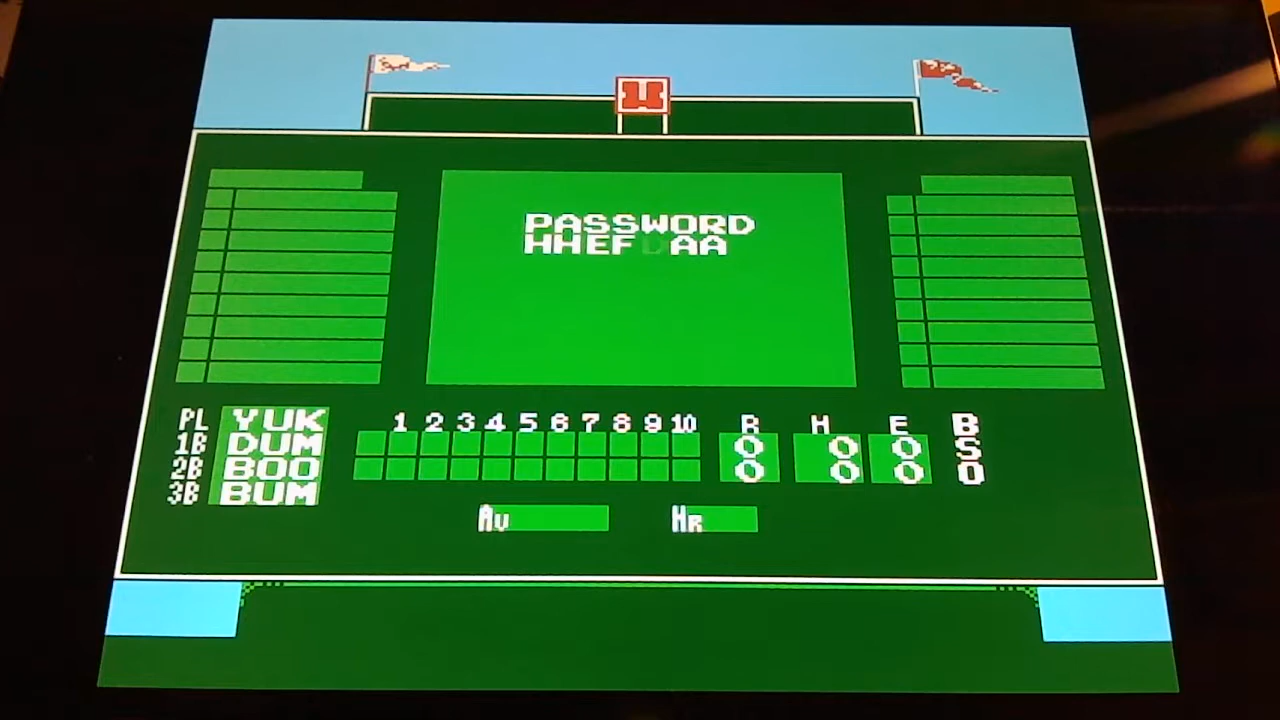 PASSWORD
HHEF AA
PL YUK
1B DUM
2B BOO
3B BUM
1 2 3 4 5 6 7 8 9 10 R H E B
0 0 0 S
0 0 0 O
Av HR